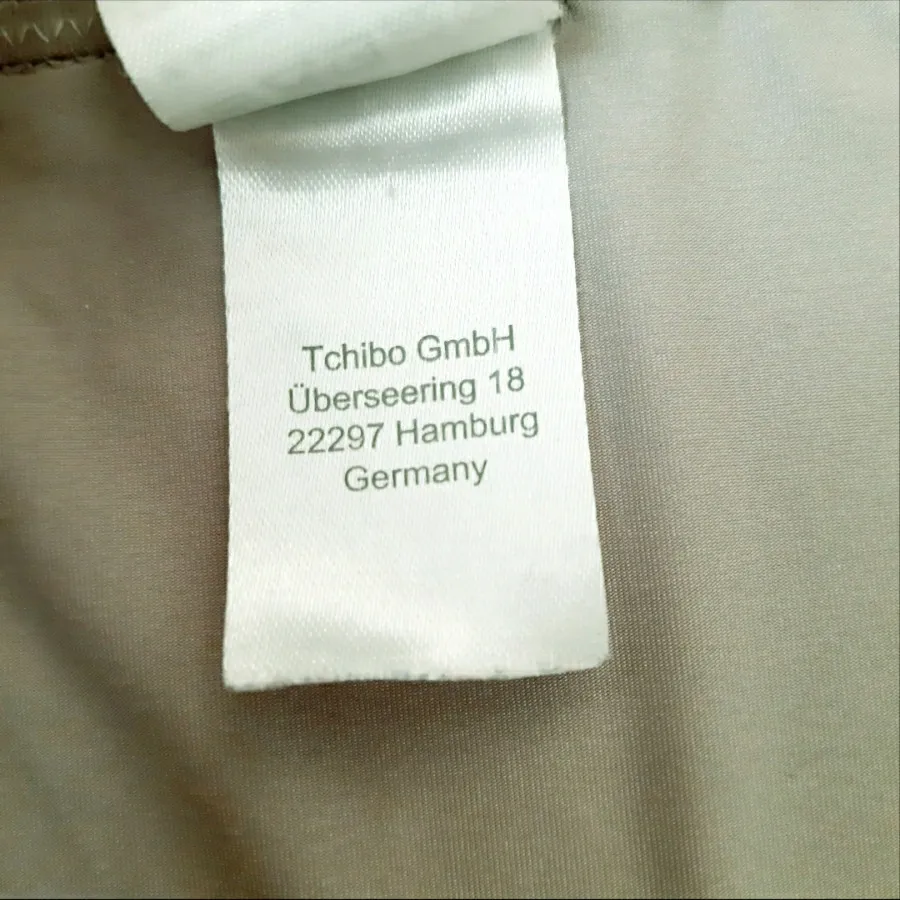 Tchibo GmbH
Überseering 18
22297 Hamburg
Germany